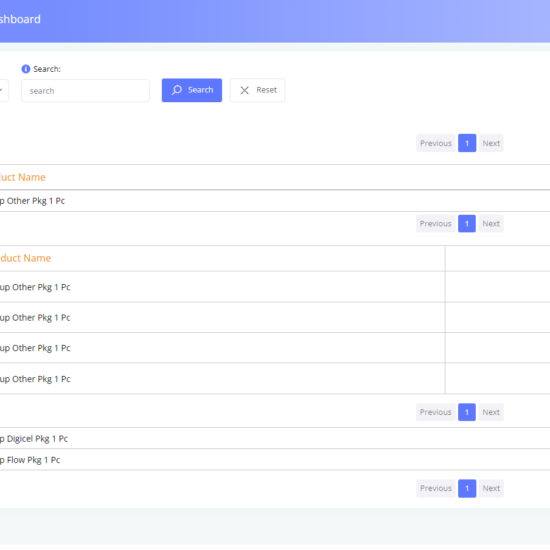 shboard
Search:
search Search Reset
Previous 1 Next
uct Name
p Other Pkg 1 Pc
Previous 1 Next
duct Name
up Other Pkg 1 Pc
up Other Pkg 1 Pc
up Other Pkg 1 Pc
up Other Pkg 1 Pc
Previous 1 Next
p Digicel Pkg 1 Pc
p Flow Pkg 1 Pc
Previous 1 Next